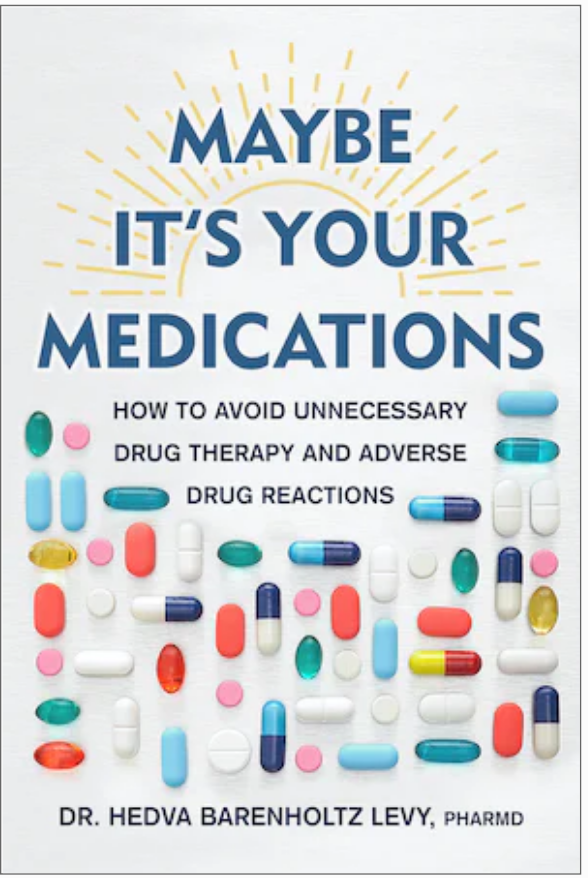 MAYBE
IT'S YOUR
MEDICATIONS
HOW TO AVOID UNNECESSARY
DRUG THERAPY AND ADVERSE
DRUG REACTIONS
DR. HEDVA BARENHOLTZ LEVY, PHARMD